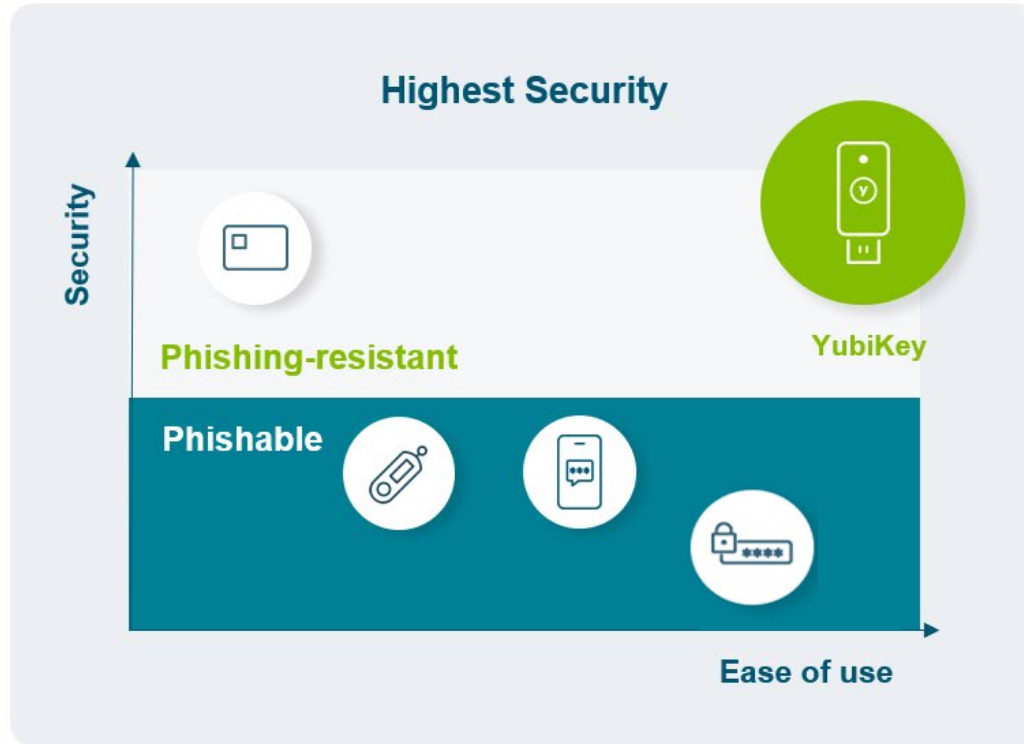 Highest Security
Security
Phishing-resistant
YubiKey
Phishable
***
****
y
Ease of use